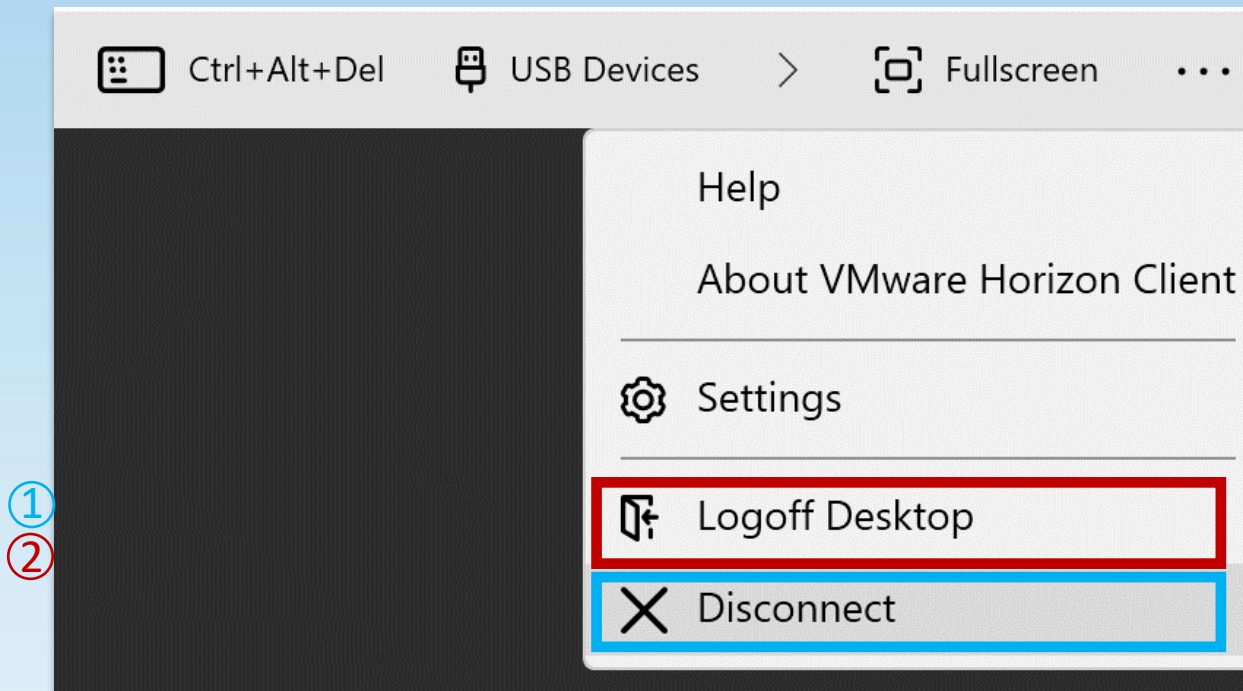 Ctrl+Alt+Del USB Devices > Fullscreen ...
Help
About VMware Horizon Client
Settings
①
Logoff Desktop
②
Disconnect